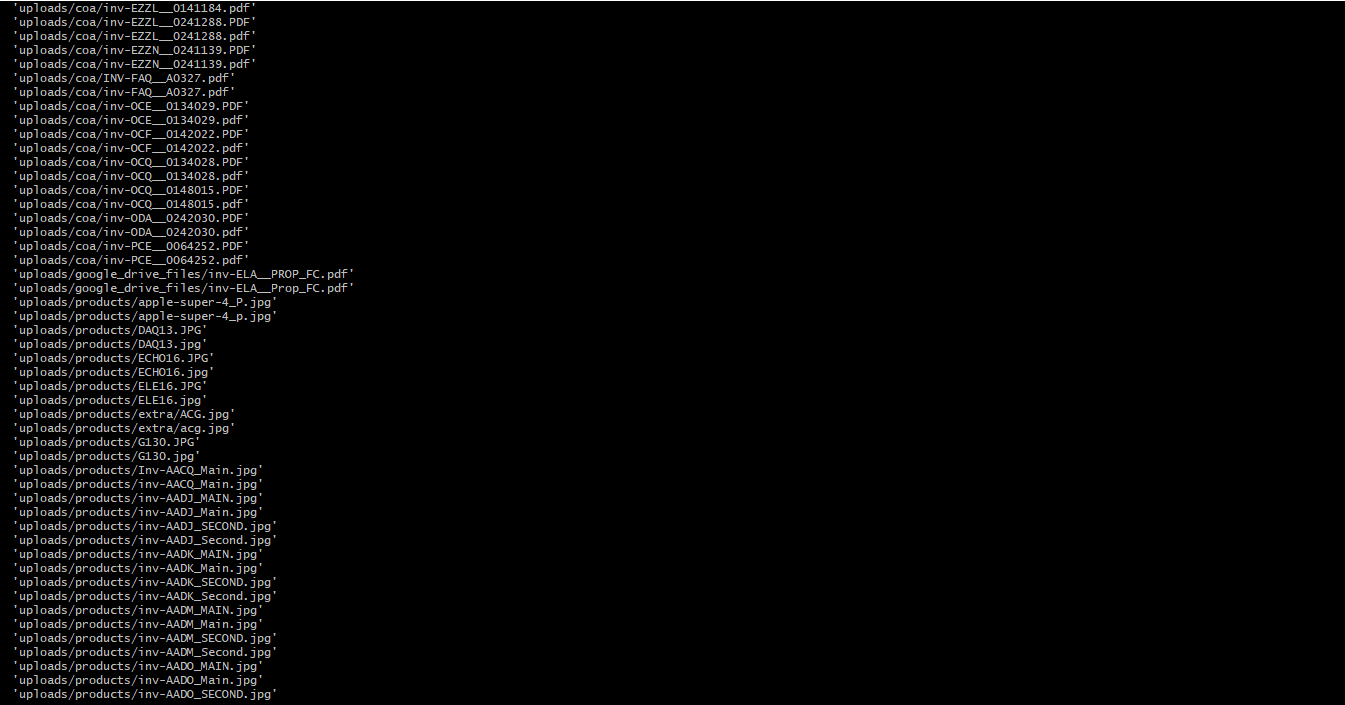 'uploads/coa/inv-EZZL__0141184.pdf'
'uploads/coa/inv-EZZL__0241288.PDF'
'uploads/coa/inv-EZZL__0241288.pdf'
'uploads/coa/inv-EZZN__0241139.PDF'
'uploads/coa/inv-EZZN__0241139.pdf'
'uploads/coa/INV-FAQ__A0327.pdf'
'uploads/coa/inv-FAQ__A0327.pdf'
'uploads/coa/inv-OCE__0134029.PDF'
'uploads/coa/inv-OCE__0134029.pdf'
'uploads/coa/inv-OCF__0142022.PDF'
'uploads/coa/inv-OCF__0142022.pdf'
'uploads/coa/inv-OCQ__0134028.PDF'
'uploads/coa/inv-OCQ__0134028.pdf'
'uploads/coa/inv-OCQ__0148015.PDF'
'uploads/coa/inv-OCQ__0148015.pdf'
'uploads/coa/inv-ODA__0242030.PDF'
'uploads/coa/inv-ODA__0242030.pdf'
'uploads/coa/inv-PCE__0064252.PDF'
'uploads/coa/inv-PCE__0064252.pdf'
'uploads/google_drive_files/inv-ELA__PROP_FC.pdf'
'uploads/google_drive_files/inv-ELA__Prop_FC.pdf'
'uploads/products/apple-super-4_P.jpg'
'uploads/products/apple-super-4_p.jpg'
'uploads/products/DAQ13.JPG'
'uploads/products/DAQ13.jpg'
'uploads/products/ECHO16.JPG'
'uploads/products/ECHO16.jpg'
'uploads/products/ELE16.JPG'
'uploads/products/ELE16.jpg'
'uploads/products/extra/ACG.jpg'
'uploads/products/extra/acg.jpg'
'uploads/products/G130.JPG'
'uploads/products/G130.jpg'
'uploads/products/Inv-AACQ_Main.jpg'
'uploads/products/inv-AACQ_Main.jpg'
'uploads/products/inv-AADJ_MAIN.jpg'
'uploads/products/inv-AADJ_Main.jpg'
'uploads/products/inv-AADJ_SECOND.jpg'
'uploads/products/inv-AADJ_Second.jpg'
'uploads/products/inv-AADK_MAIN.jpg'
'uploads/products/inv-AADK_Main.jpg'
'uploads/products/inv-AADK_SECOND.jpg'
'uploads/products/inv-AADK_Second.jpg'
'uploads/products/inv-AADM_MAIN.jpg'
'uploads/products/inv-AADM_Main.jpg'
'uploads/products/inv-AADM_SECOND.jpg'
'uploads/products/inv-AADM_Second.jpg'
'uploads/products/inv-AADO_MAIN.jpg'
'uploads/products/inv-AADO_Main.jpg'
'uploads/products/inv-AADO_SECOND.jpg'